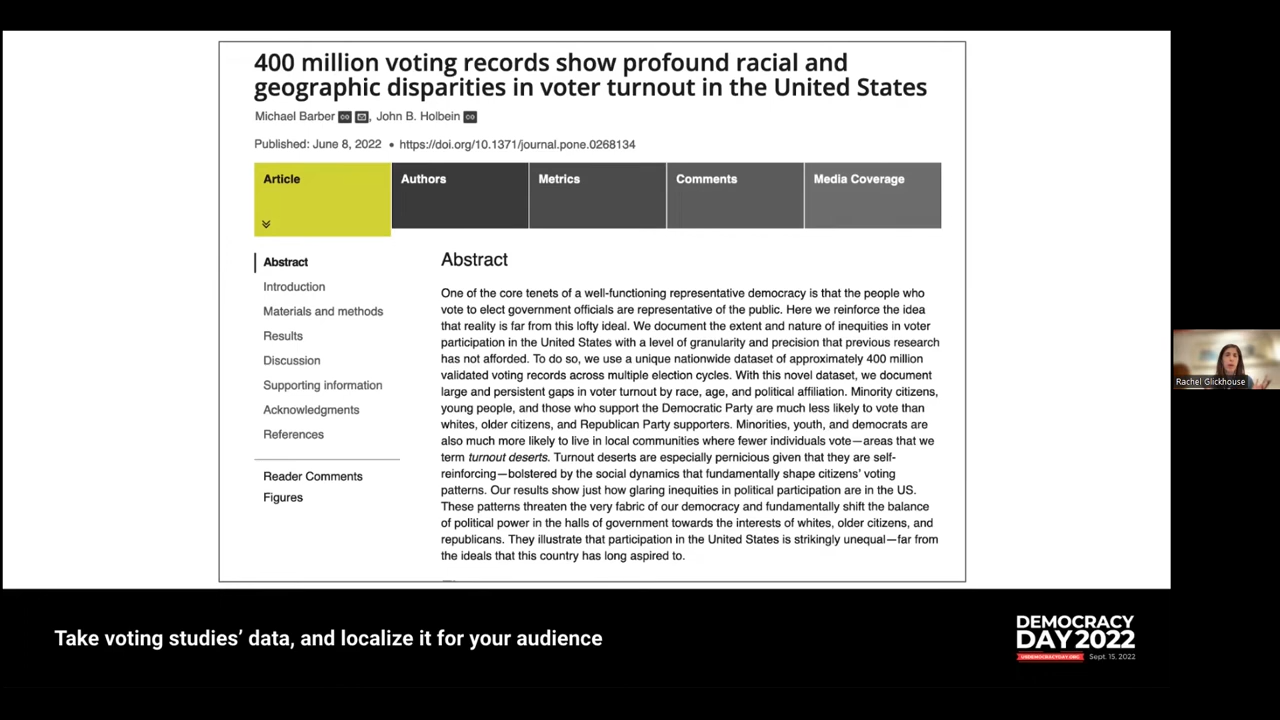 400 million voting records show profound racial and
geographic disparities in voter turnout in the United States
Michael Barber, John B. Holbein
Published: June 8, 2022 • https://doi.org/10.1371/journal.pone.0268134
Article
Authors
Metrics
Comments
Media Coverage
Abstract
Introduction
Materials and methods
Results
Discussion
Supporting information
Acknowledgments
References
Reader Comments
Figures
Abstract
One of the core tenets of a well-functioning representative democracy is that the people who
vote to elect government officials are representative of the public. Here we reinforce the idea
that reality is far from this lofty ideal. We document the extent and nature of inequities in voter
participation in the United States with a level of granularity and precision that previous research
has not afforded. To do so, we use a unique nationwide dataset of approximately 400 million
validated voting records across multiple election cycles. With this novel dataset, we document
large and persistent gaps in voter turnout by race, age, and political affiliation. Minority citizens,
young people, and those who support the Democratic Party are much less likely to vote than
whites, older citizens, and Republican Party supporters. Minorities, youth, and democrats are
also much more likely to live in local communities where fewer individuals vote—areas that we
term turnout deserts. Turnout deserts are especially pernicious given that they are self-
reinforcing—bolstered by the social dynamics that fundamentally shape citizens' voting
patterns. Our results show just how glaring inequities in political participation are in the US.
These patterns threaten the very fabric of our democracy and fundamentally shift the balance
of political power in the halls of government towards the interests of whites, older citizens, and
republicans. They illustrate that participation in the United States is strikingly unequal—far from
the ideals that this country has long aspired to.
Rachel Glickhouse
Take voting studies' data, and localize it for your audience
DEMOCRACY
DAY 2022
USDEMOCRACYDAY.ORG Sept. 15, 2022